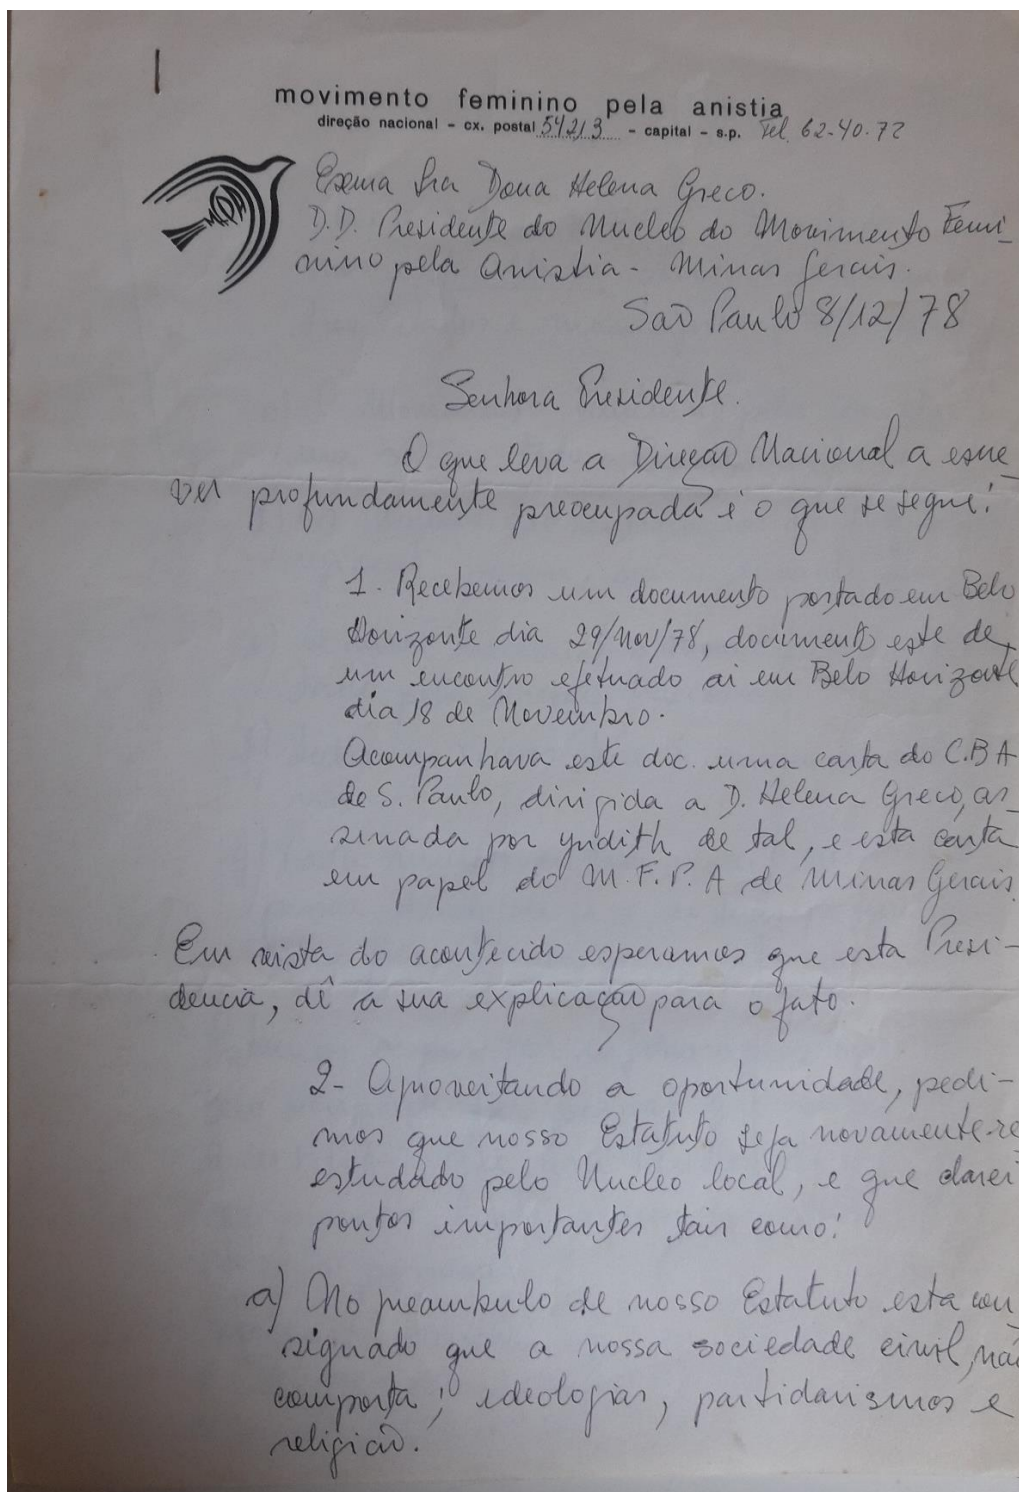 movimento feminino pela anistia
direção nacional - cx. postal 54213 - capital - s.p. Tel. 62-40.72
Exma Sra Dona Helena Greco.
D.D. Presidente do Nucleo do Movimento Femi-
nino pela Anistia - Minas Gerais.
São Paulo 8/12/78
Senhora Presidente.
O que leva a Direção Nacional a escre-
ver profundamente preocupada é o que se segue:
1. Recebemos um documento postado em Belo
Horizonte dia 29/Nov/78, documento este de
um encontro efetuado ai em Belo Horizonte
dia 18 de Novembro.
Acompanhava este doc. uma carta do C.B A
de S. Paulo, dirigida a D. Helena Greco, as-
sinada por Yudith de tal, e esta carta
em papel do M.F.P.A de Minas Gerais.
Em vista do acontecido esperamos que esta Presi-
dencia, dê a sua explicação para o fato.
2- Aproveitando a oportunidade, pedi-
mos que nosso Estatuto seja novamente re
estudado pelo Nucleo local, e que
pontos importantes tais como:
a) No preambulo de nosso Estatuto esta con-
signado que a nossa sociedade civil, não
comporta; ideologias, partidarismos e
religião.